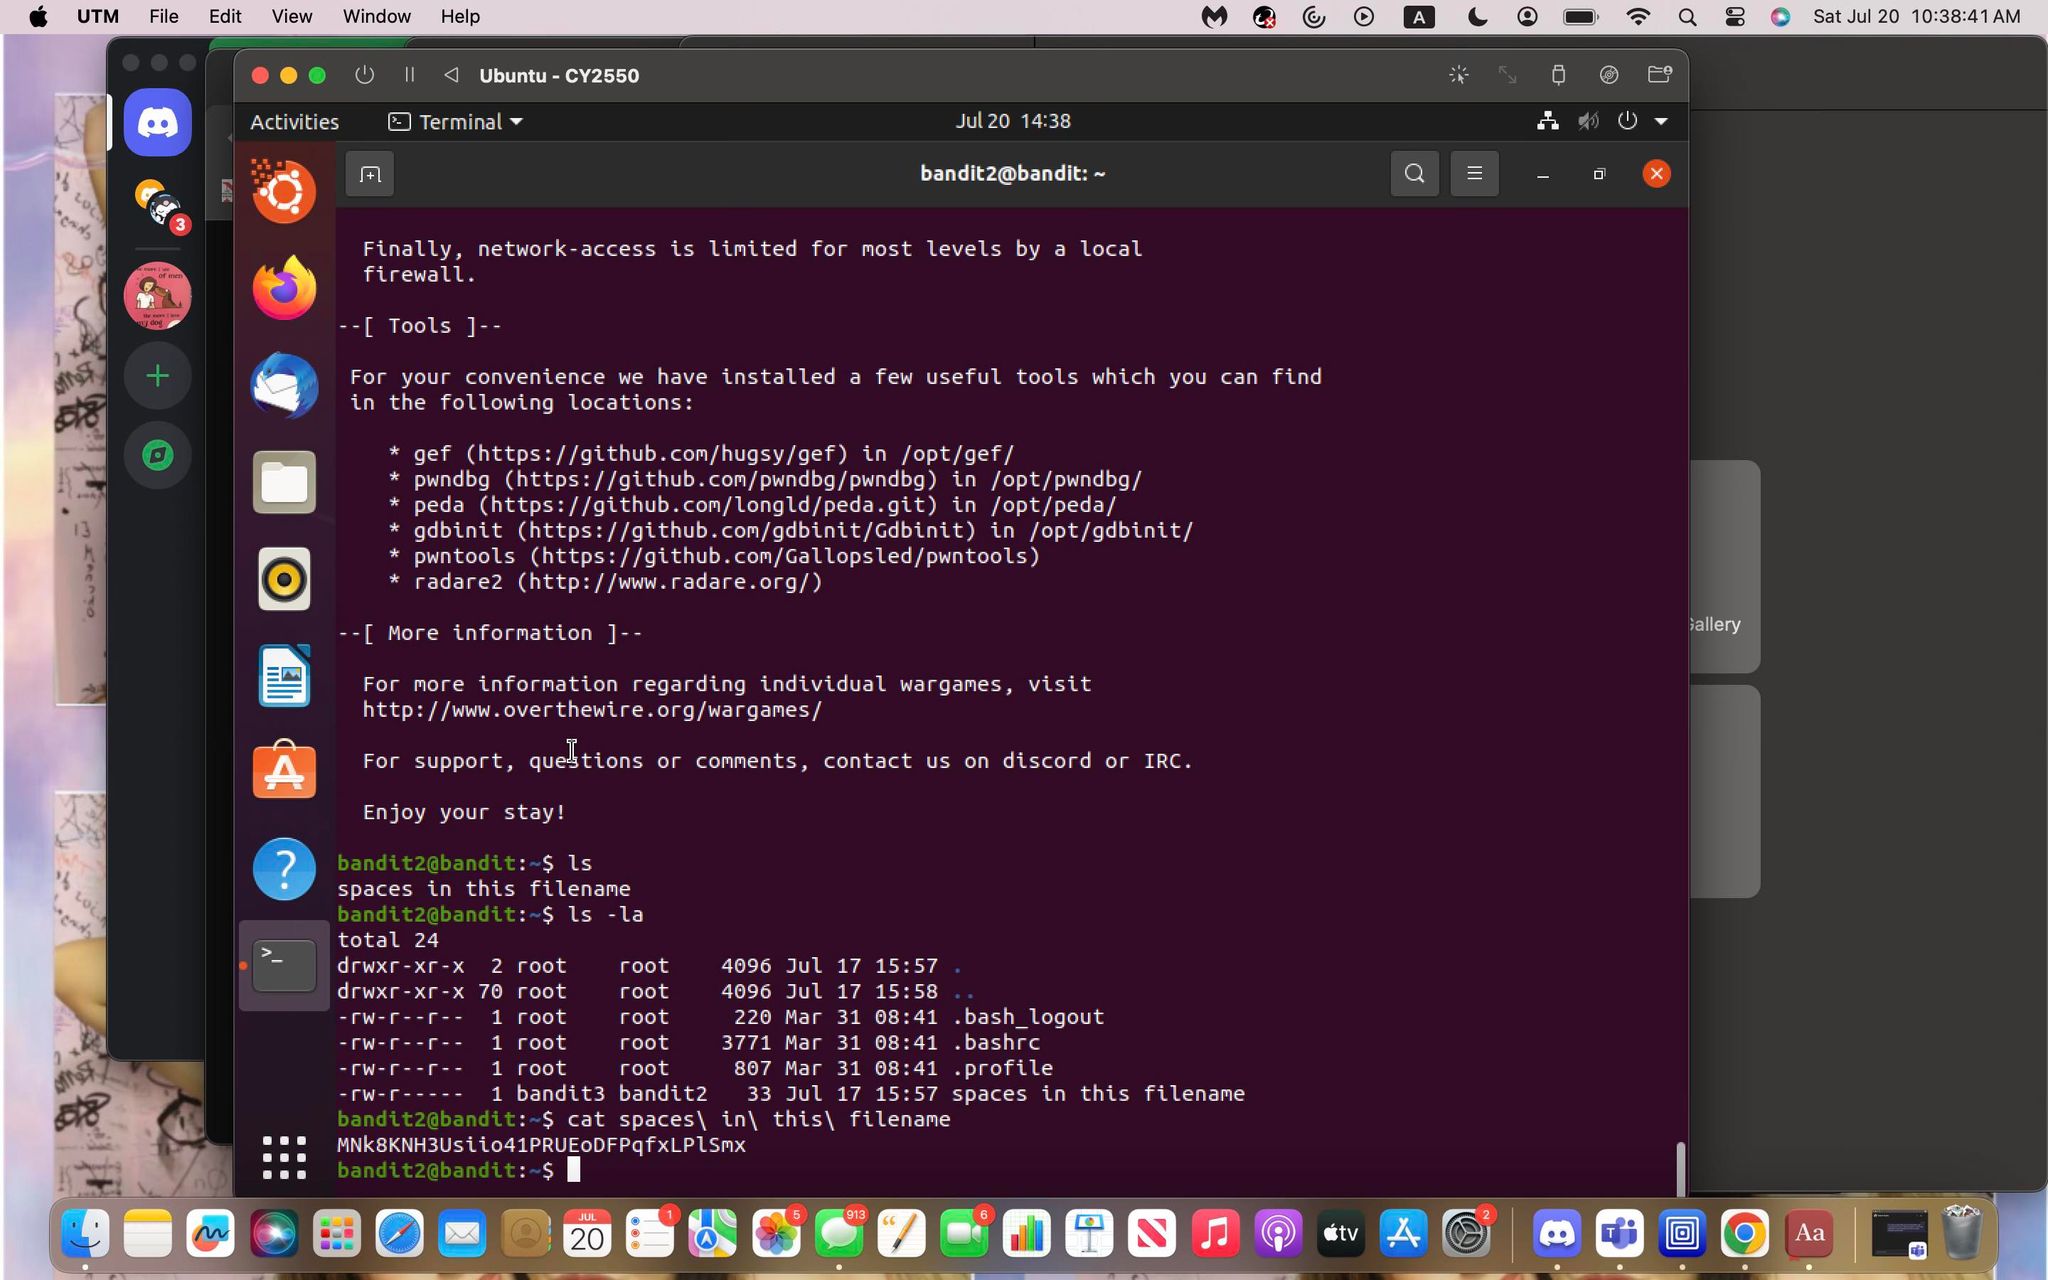 UTM File Edit View Window Help
A
Sat Jul 20 10:38:41 AM
Ubuntu - CY2550
Activities Terminal Jul 20 14:38
bandit2@bandit: ~
3
of men
the more I love
my dog
Finally, network-access is limited for most levels by a local
firewall.
--[ Tools ]--
For your convenience we have installed a few useful tools which you can find
in the following locations:
* gef (https://github.com/hugsy/gef) in /opt/gef/
* pwndbg (https://github.com/pwndbg/pwndbg) in /opt/pwndbg/
* peda (https://github.com/longld/peda.git) in /opt/peda/
* gdbinit (https://github.com/gdbinit/Gdbinit) in /opt/gdbinit/
* pwntools (https://github.com/Gallopsled/pwntools)
* radare2 (http://www.radare.org/)
--[ More information ]--
Gallery
For more information regarding individual wargames, visit
http://www.overthewire.org/wargames/
For support, questions or comments, contact us on discord or IRC.
Enjoy your stay!
bandit2@bandit:~$ ls
spaces in this filename
bandit2@bandit:~$ ls -la
total 24
drwxr-xr-x 2 root root 4096 Jul 17 15:57 .
drwxr-xr-x 70 root root 4096 Jul 17 15:58 ..
-rw-r--r-- 1 root root 220 Mar 31 08:41 .bash_logout
-rw-r--r-- 1 root root 3771 Mar 31 08:41 .bashrc
-rw-r--r-- 1 root root 807 Mar 31 08:41 .profile
-rw-r----- 1 bandit3 bandit2 33 Jul 17 15:57 spaces in this filename
bandit2@bandit:~$ cat spaces\ in\ this\ filename
MNk8KNH3Usiio41PRUEoDFPqfxLPlSmx
bandit2@bandit:~$
JUL
20
1
5
913
6
tv
2
Aa